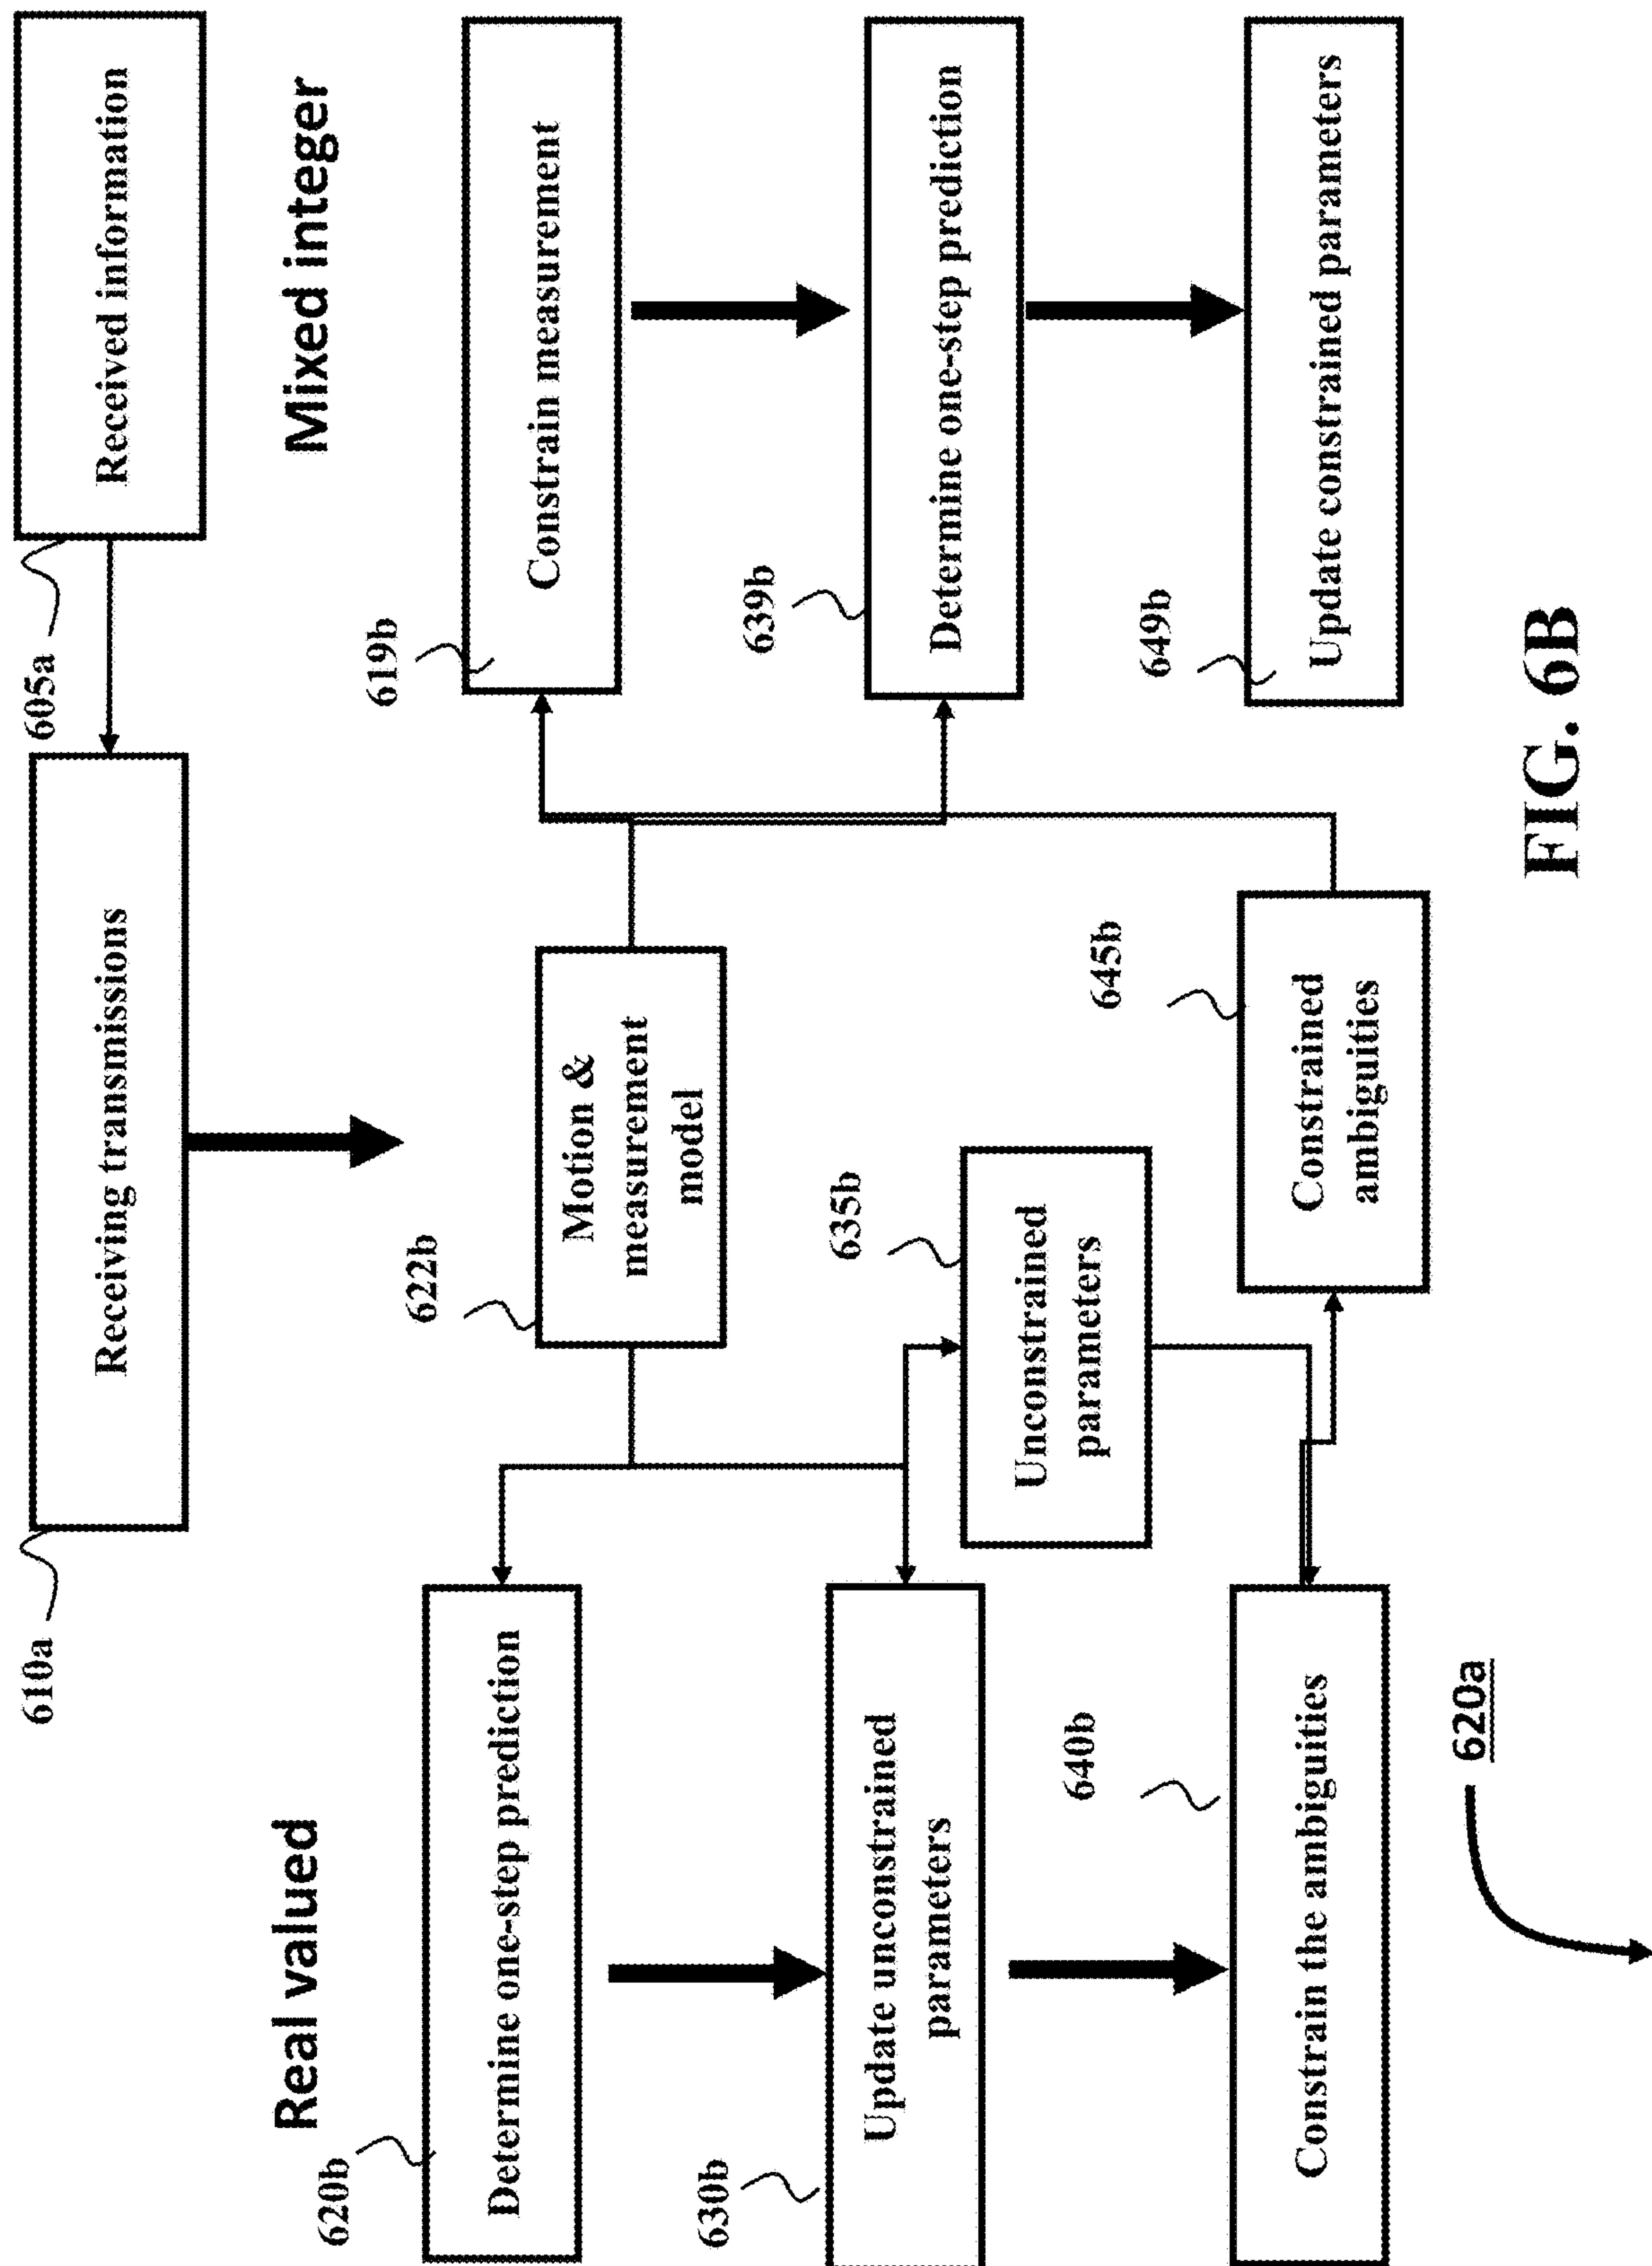 610a
Receiving transmissions
605a
Received information
Real valued
Mixed integer
620b
Determine one-step prediction
622b
Motion &
measurement
model
619b
Constrain measurement
630b
Update unconstrained
parameters
635b
Unconstrained
parameters
639b
Determine one-step prediction
640b
Constrain the ambiguities
645b
Constrained
ambiguities
649b
Update constrained parameters
620a
FIG. 6B